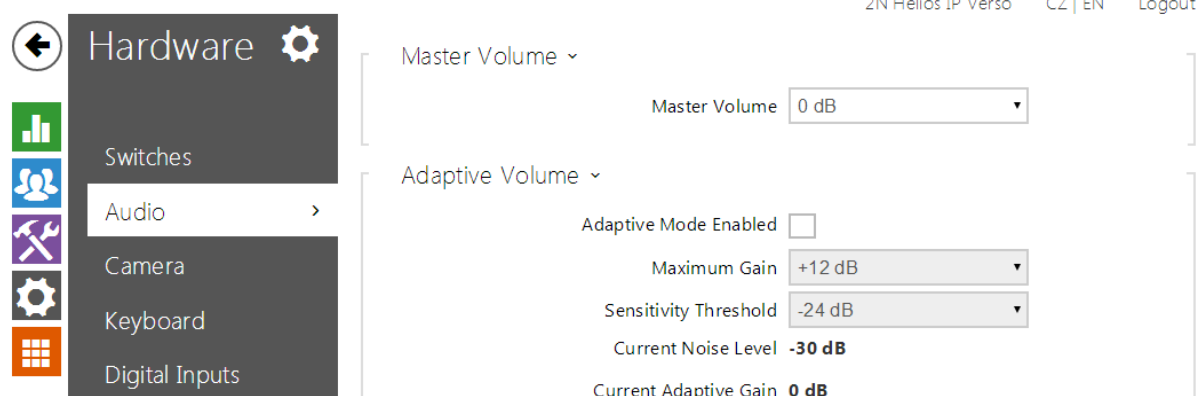 2N Helios IP Verso CZ | EN Logout
Hardware
Switches
Audio
Camera
Keyboard
Digital Inputs
Master Volume
Master Volume 0 dB
Adaptive Volume
Adaptive Mode Enabled
Maximum Gain +12 dB
Sensitivity Threshold -24 dB
Current Noise Level -30 dB
Current Adaptive Gain 0 dB